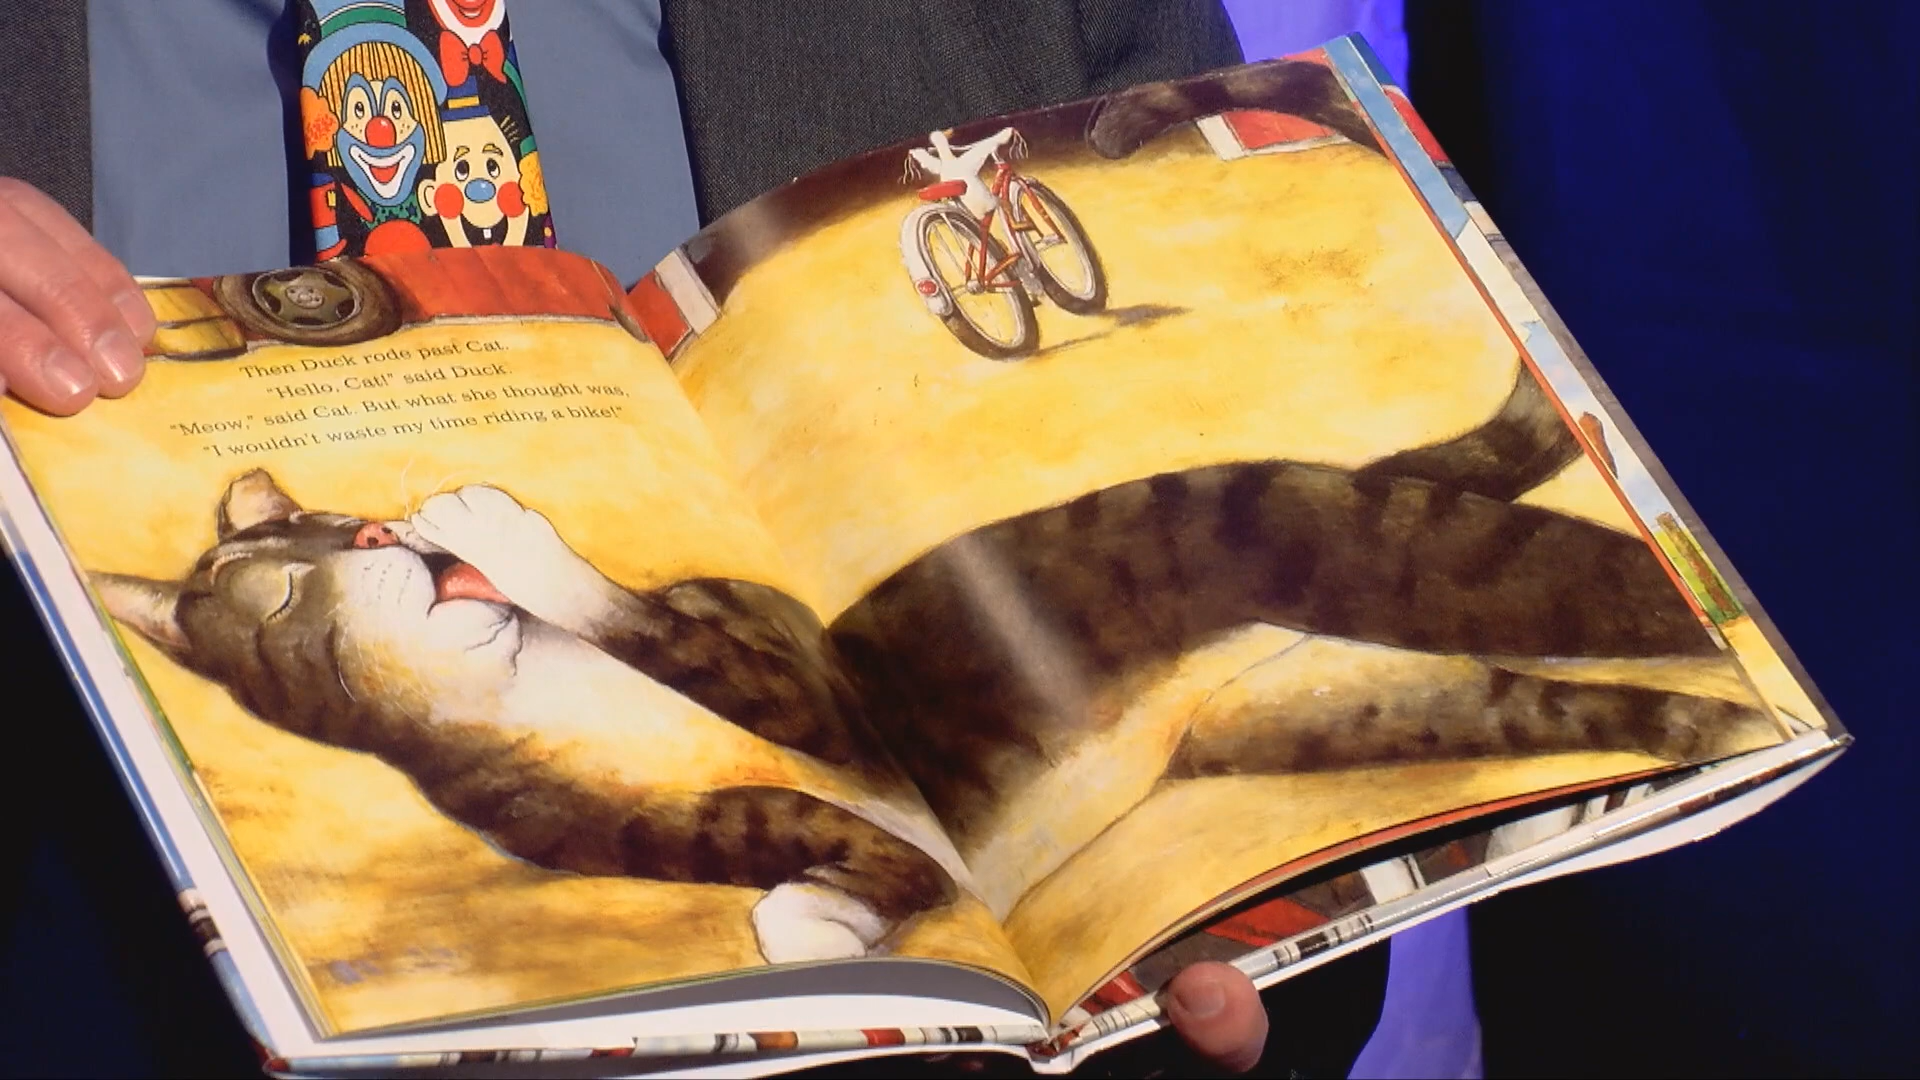 Then Duck rode past Cat.
"Hello, Cat!" said Duck.
"Meow," said Cat. But what she thought was,
"I wouldn't waste my time riding a bike!"